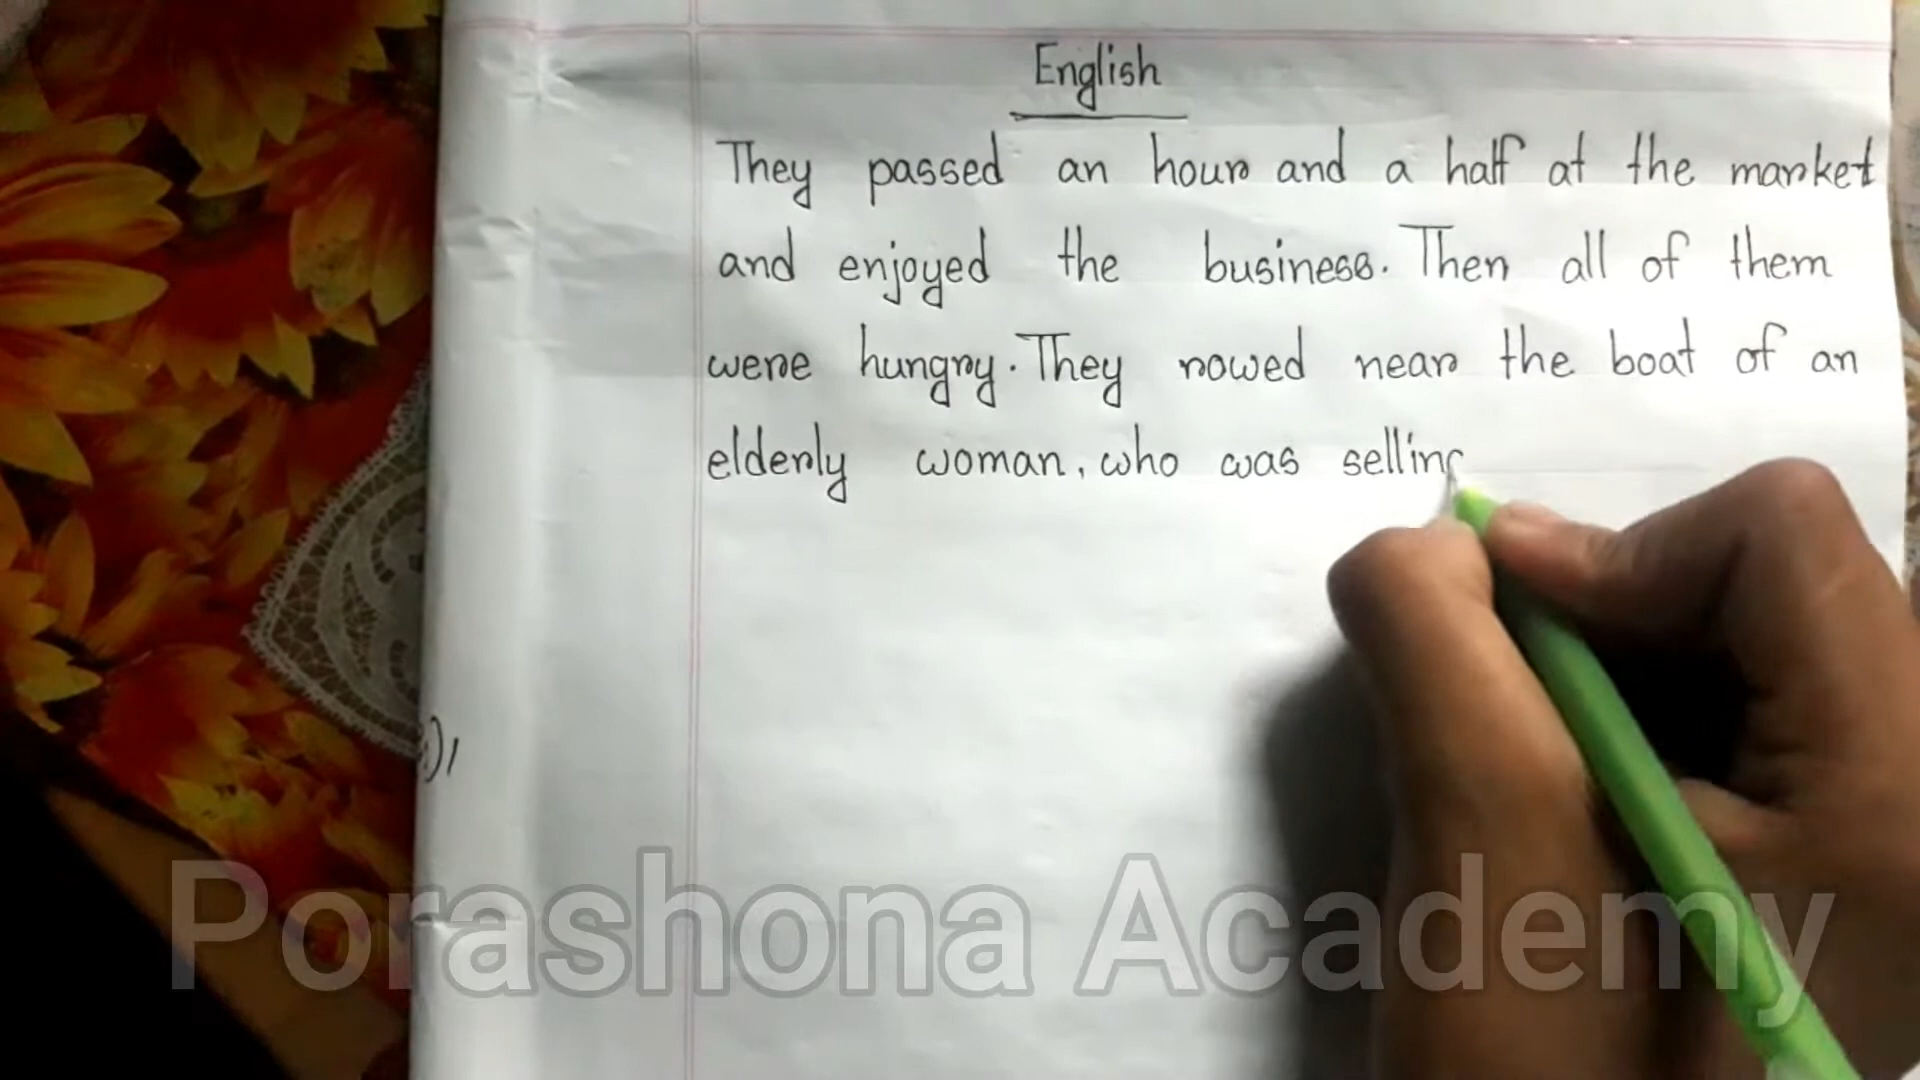 English
They passed an hour and a half at the market
and enjoyed the business. Then all of them
were hungry. They rowed near the boat of an
elderly woman, who was selling
Porashona Academy